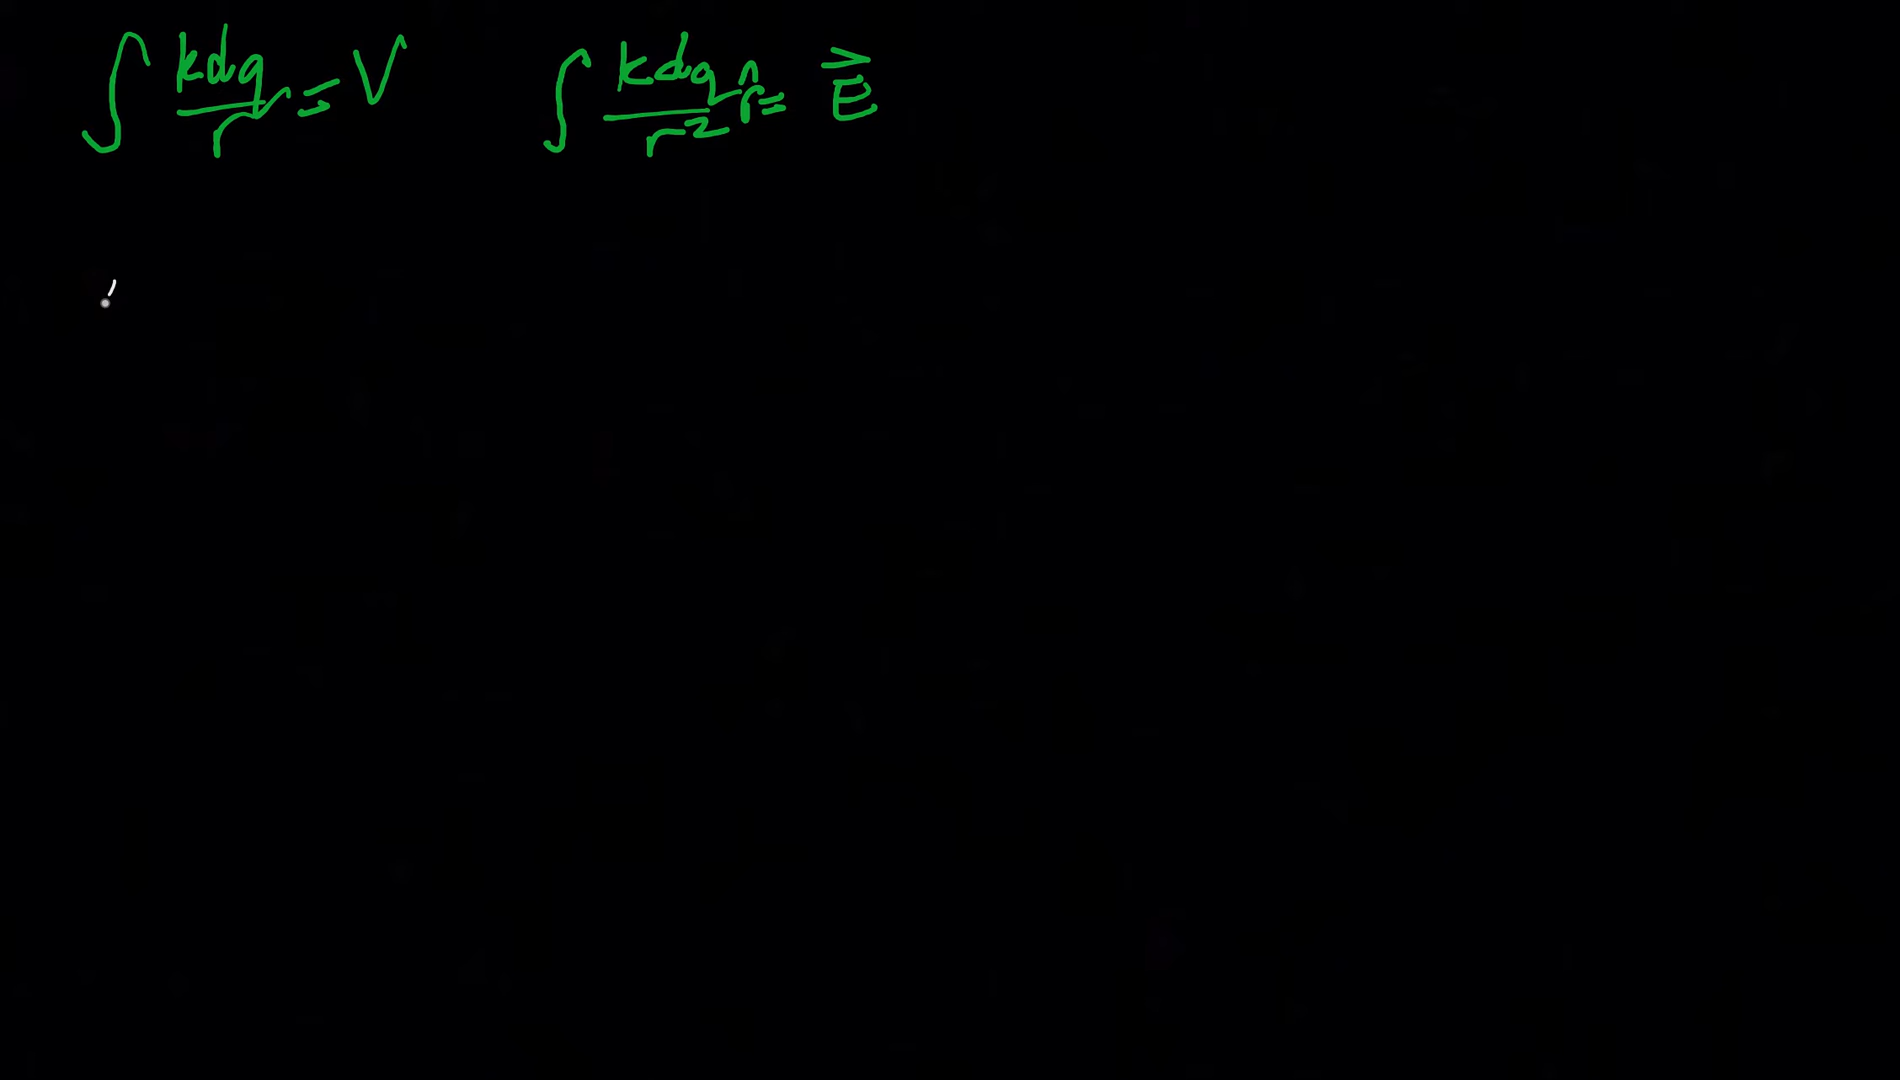 ∫ kdq/r = V    ∫ kdq/r² r̂ = E⃗